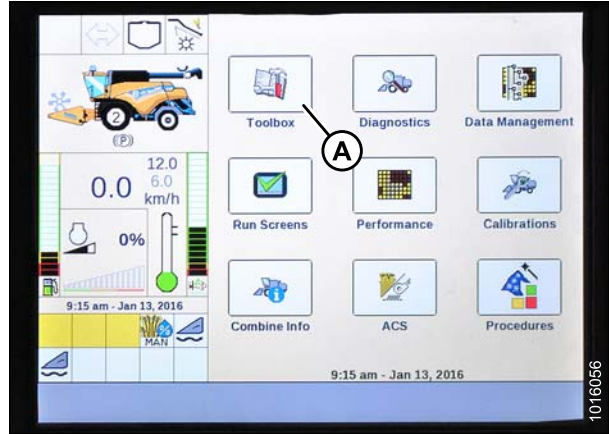 Toolbox
Diagnostics
Data Management
A
2
(P)
12.0
0.0
6.0
km/h
Run Screens
Performance
Calibrations
0%
9:15 am - Jan 13, 2016
MAN
Combine Info
ACS
Procedures
9:15 am - Jan 13, 2016
1016056